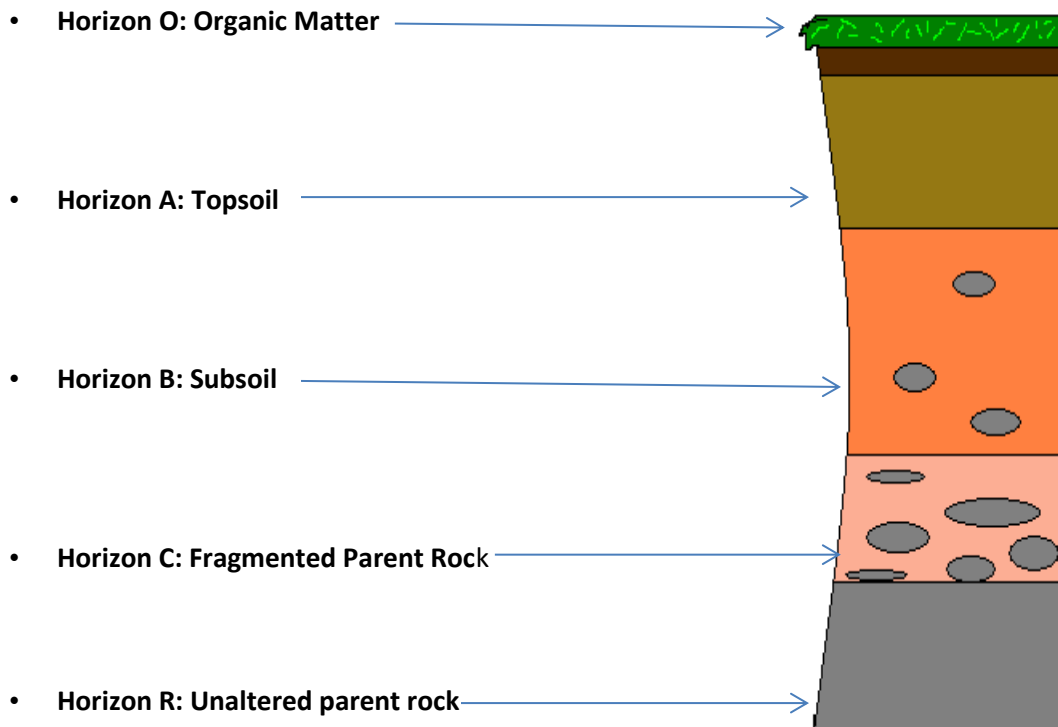 • Horizon O: Organic Matter
• Horizon A: Topsoil
• Horizon B: Subsoil
• Horizon C: Fragmented Parent Rock
• Horizon R: Unaltered parent rock